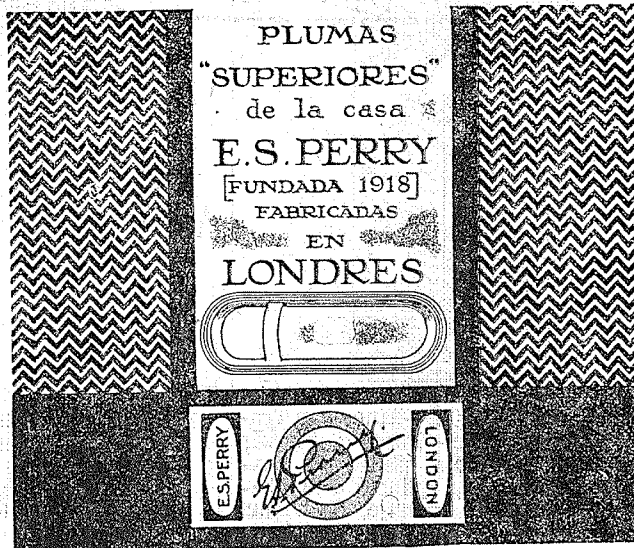 PLUMAS
"SUPERIORES"
de la casa
E.S.PERRY
[FUNDADA 1918]
FABRICADAS
EN
LONDRES
E.S.PERRY
LONDON